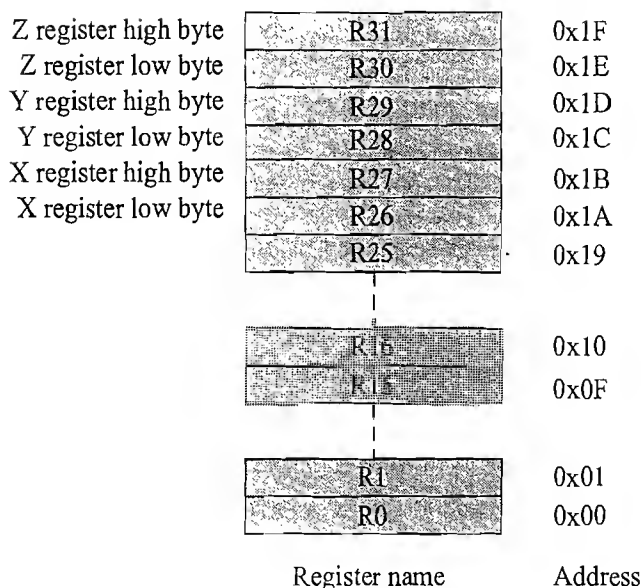 Z register high byte R31 0x1F
Z register low byte R30 0x1E
Y register high byte R29 0x1D
Y register low byte R28 0x1C
X register high byte R27 0x1B
X register low byte R26 0x1A
R25 0x19
R16 0x10
R15 0x0F
R1 0x01
R0 0x00
Register name Address